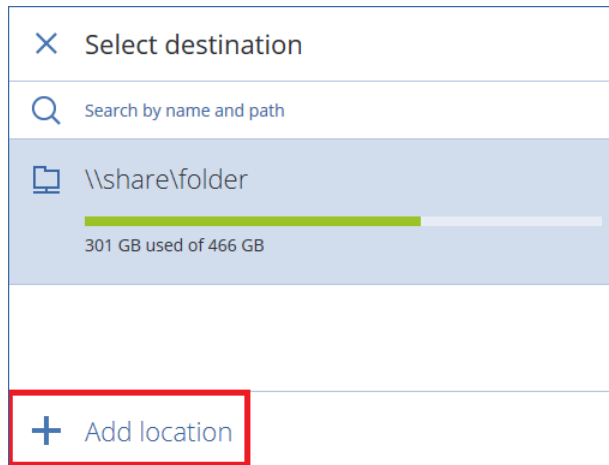 Select destination
Search by name and path
\\share\folder
301 GB used of 466 GB
Add location